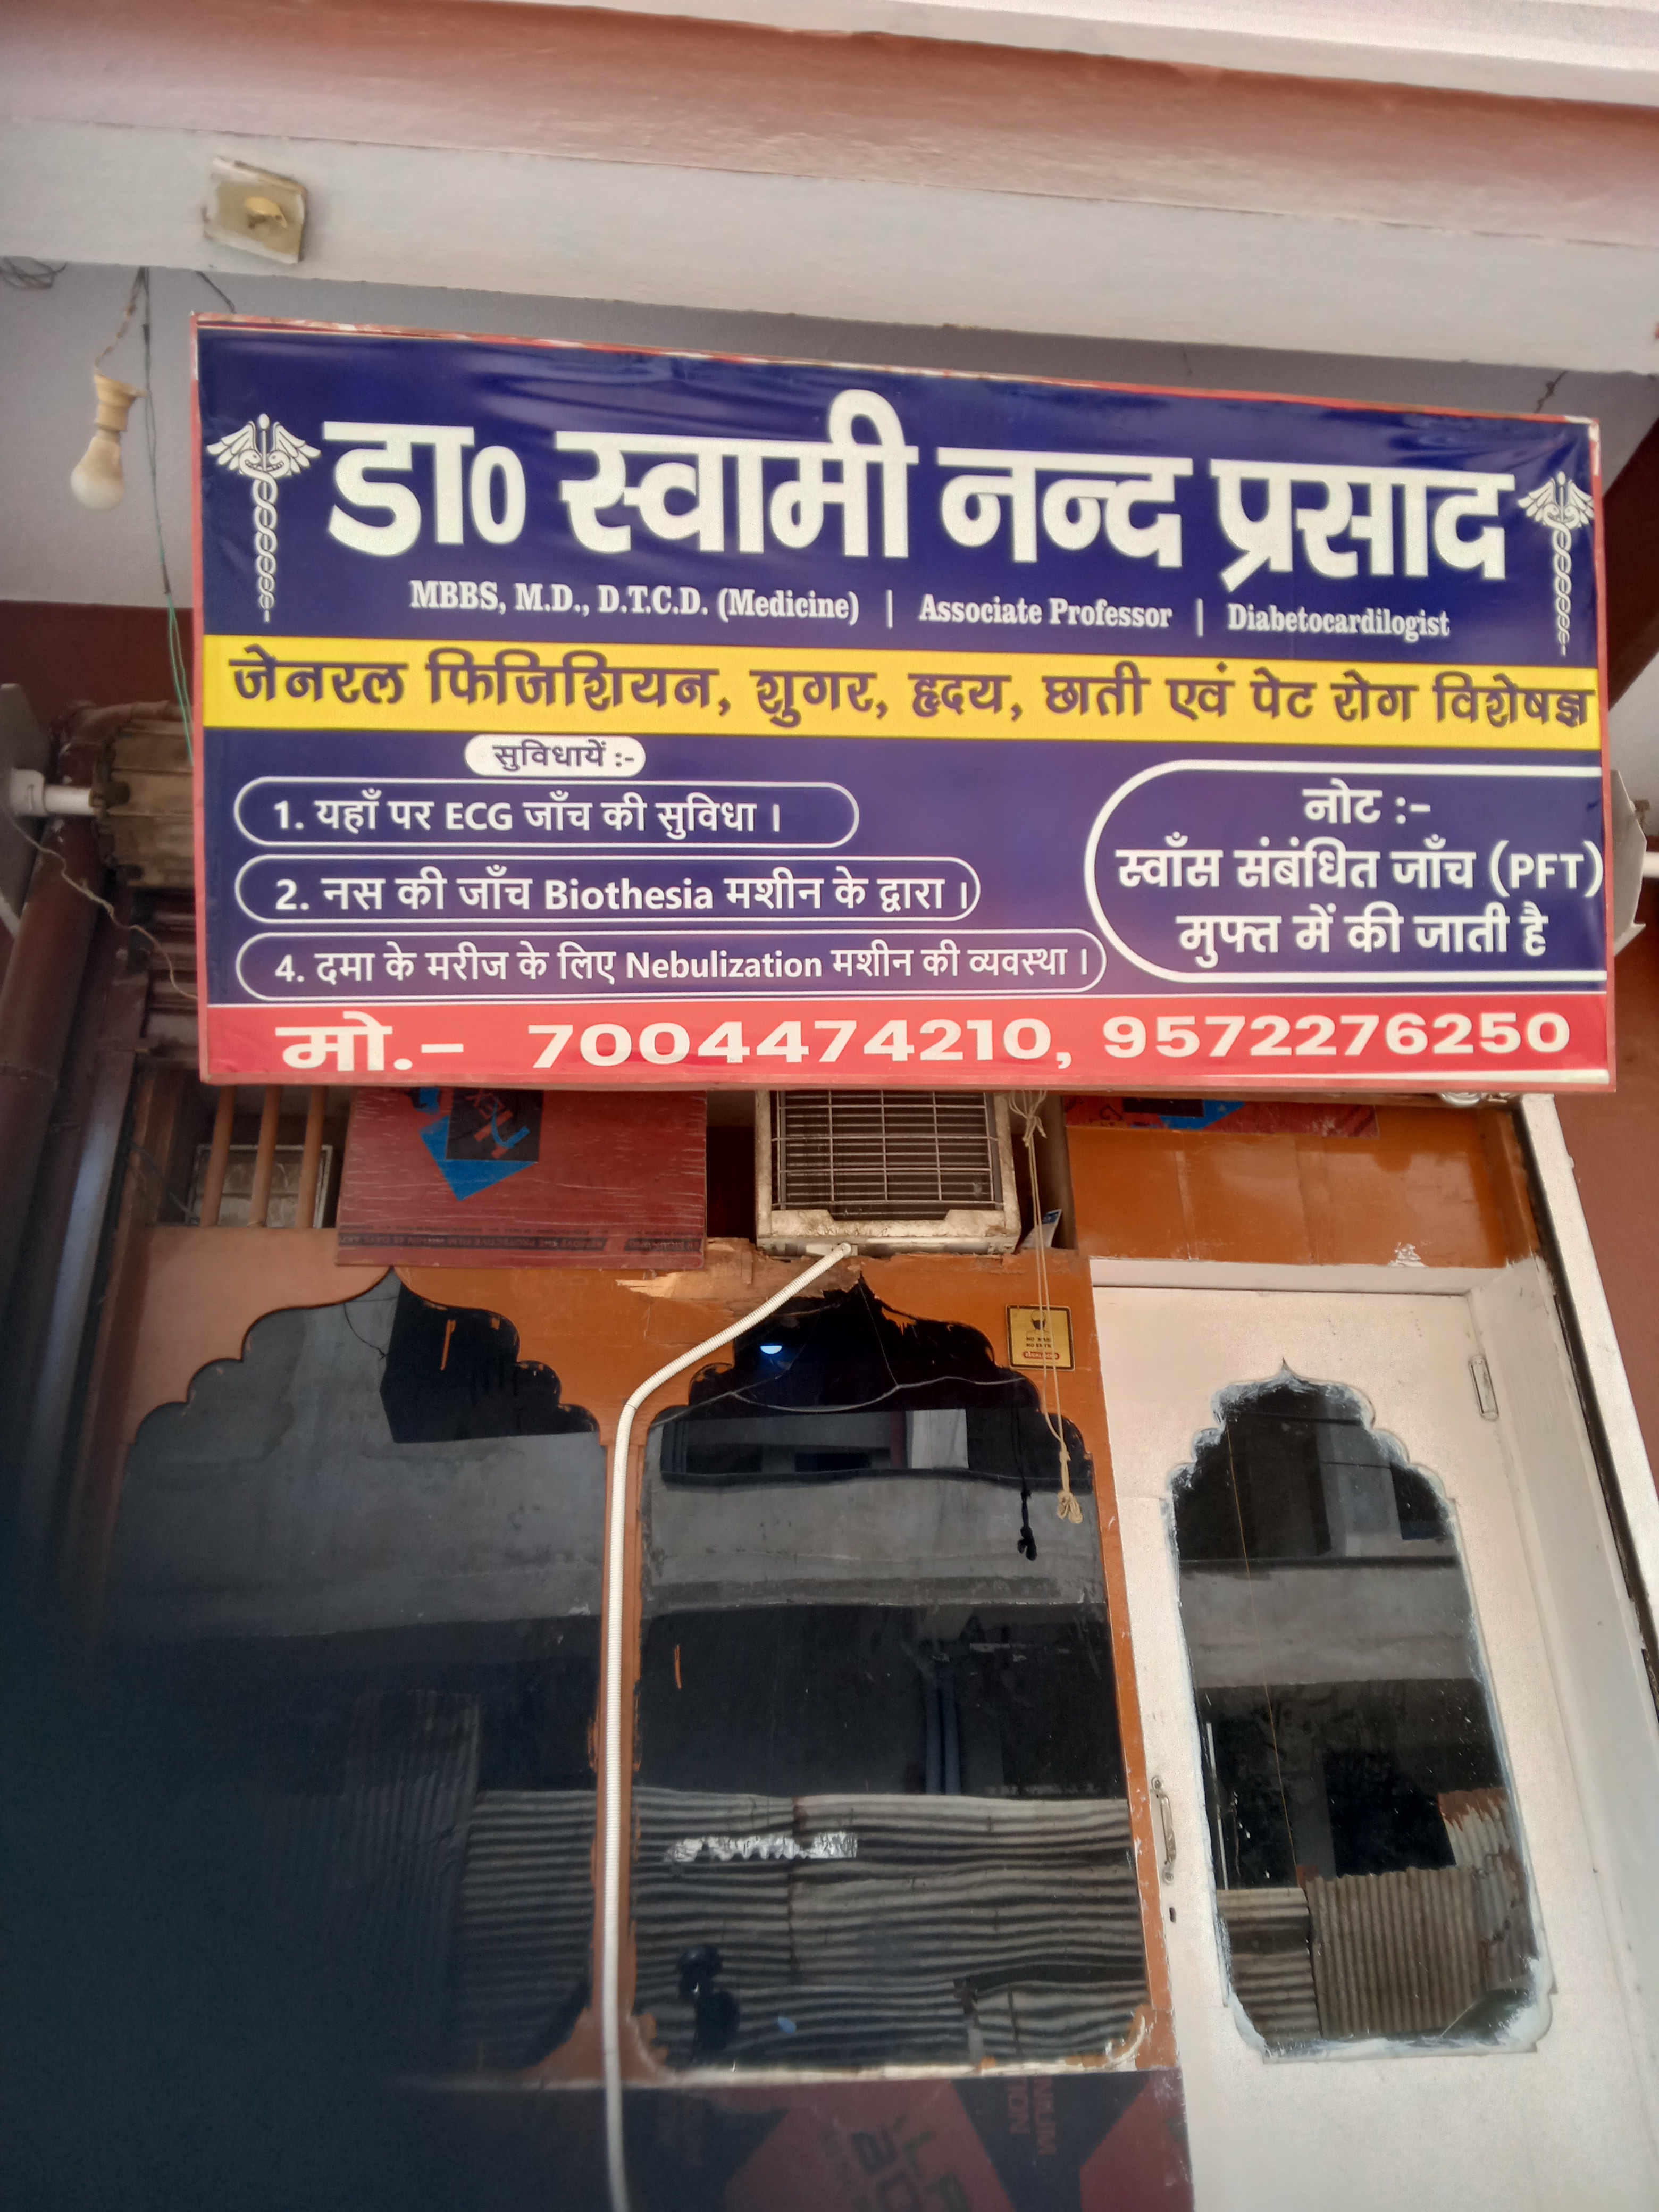 डा० स्वामी नन्द प्रसाद
MBBS, M.D., D.T.C.D. (Medicine) | Associate Professor | Diabetocardilogist
जेनरल फिजिशियन, शुगर, हृदय, छाती एवं पेट रोग विशेषज्ञ
सुविधायें :-
1. यहाँ पर ECG जाँच की सुविधा ।
2. नस की जाँच Biothesia मशीन के द्वारा ।
4. दमा के मरीज के लिए Nebulization मशीन की व्यवस्था ।
नोट :-
स्वाँस संबंधित जाँच (PFT)
मुफ्त में की जाती है
मो.– 7004474210, 9572276250